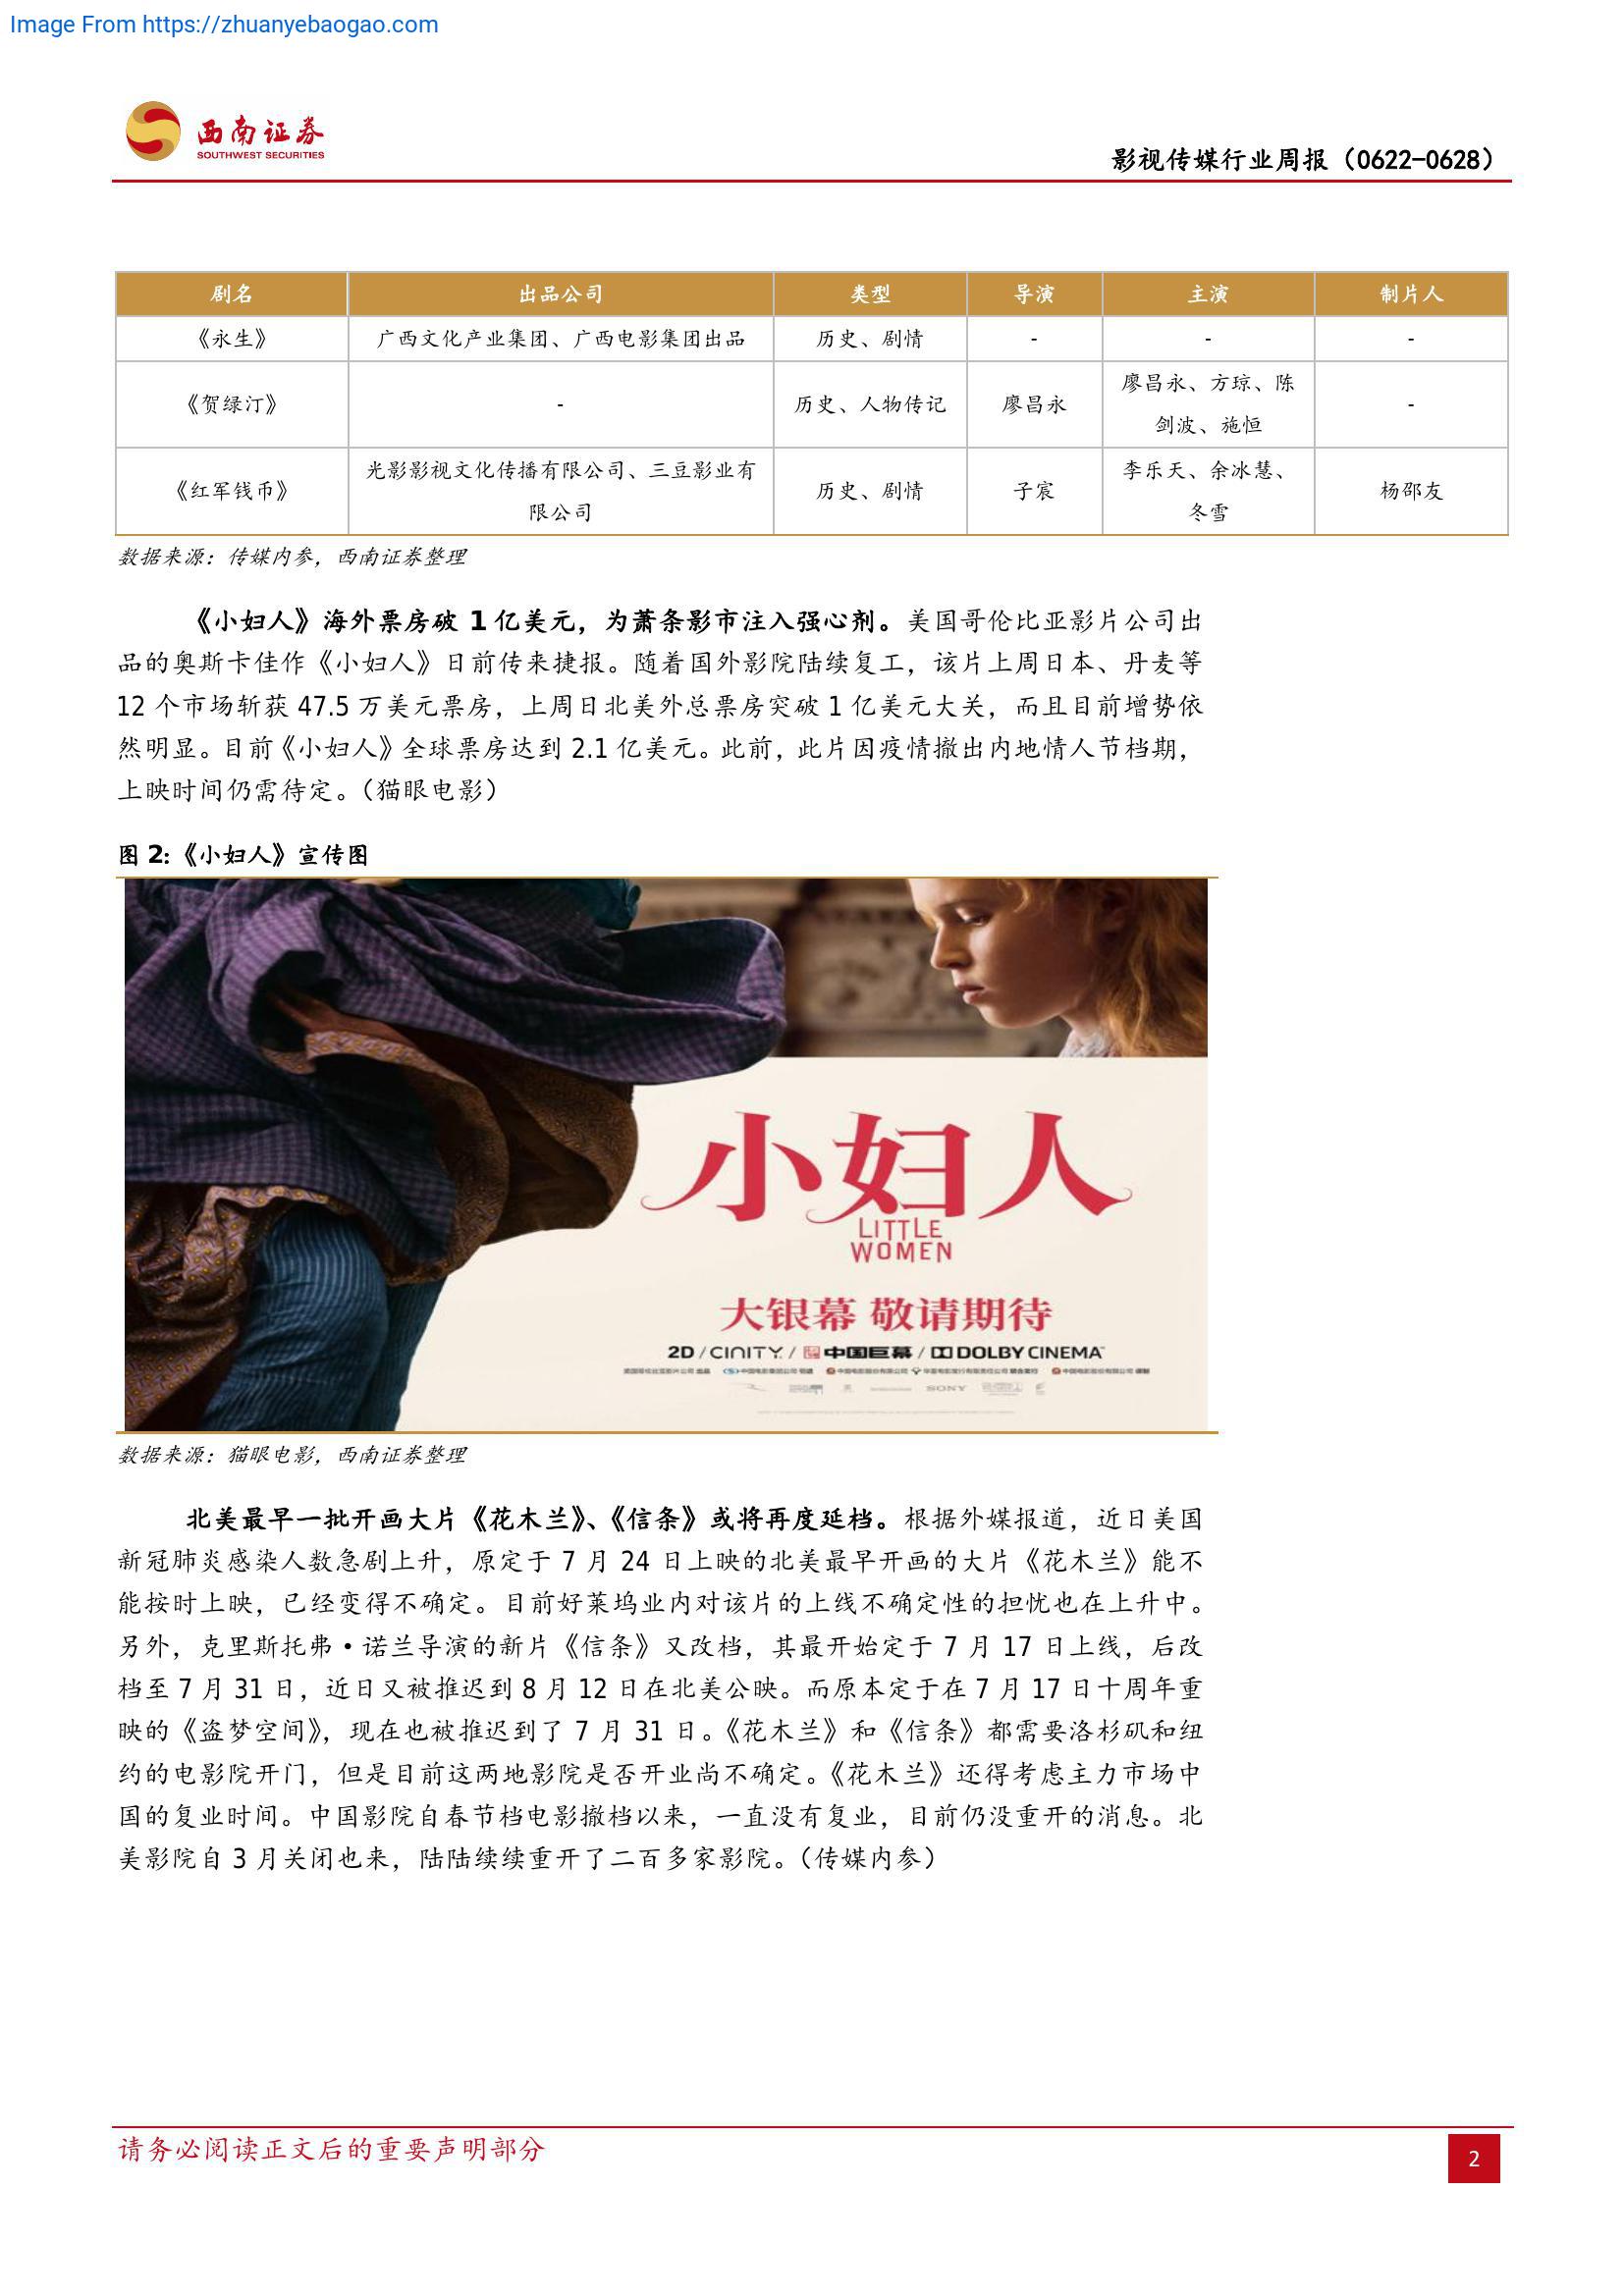 Image From https://zhuanyebaogao.com
西南证券
SOUTHWEST SECURITIES
影视传媒行业周报（0622-0628）
剧名 出品公司 类型 导演 主演 制片人
《永生》 广西文化产业集团、广西电影集团出品 历史、剧情 - - -
《贺绿汀》 - 历史、人物传记 廖昌永 廖昌永、方琼、陈
剑波、施恒 -
《红军钱币》 光影影视文化传播有限公司、三豆影业有
限公司 历史、剧情 子宸 李乐天、余冰慧、
冬雪 杨邵友
数据来源：传媒内参，西南证券整理
《小妇人》海外票房破 1 亿美元，为萧条影市注入强心剂。美国哥伦比亚影片公司出
品的奥斯卡佳作《小妇人》日前传来捷报。随着国外影院陆续复工，该片上周日本、丹麦等
12 个市场斩获 47.5 万美元票房，上周日北美外总票房突破 1 亿美元大关，而且目前增势依
然明显。目前《小妇人》全球票房达到 2.1 亿美元。此前，此片因疫情撤出内地情人节档期，
上映时间仍需待定。（猫眼电影）
图 2:《小妇人》宣传图
小妇人
LITTLE
WOMEN
大银幕 敬请期待
2D / CINITY / 中国巨幕 / DOLBY CINEMA
SONY
数据来源：猫眼电影，西南证券整理
北美最早一批开画大片《花木兰》、《信条》或将再度延档。根据外媒报道，近日美国
新冠肺炎感染人数急剧上升，原定于 7 月 24 日上映的北美最早开画的大片《花木兰》能不
能按时上映，已经变得不确定。目前好莱坞业内对该片的上线不确定性的担忧也在上升中。
另外，克里斯托弗·诺兰导演的新片《信条》又改档，其最开始定于 7 月 17 日上线，后改
档至 7 月 31 日，近日又被推迟到 8 月 12 日在北美公映。而原本定于在 7 月 17 日十周年重
映的《盗梦空间》，现在也被推迟到了 7 月 31 日。《花木兰》和《信条》都需要洛杉矶和纽
约的电影院开门，但是目前这两地影院是否开业尚不确定。《花木兰》还得考虑主力市场中
国的复业时间。中国影院自春节档电影撤档以来，一直没有复业，目前仍没重开的消息。北
美影院自 3 月关闭也来，陆陆续续重开了二百多家影院。（传媒内参）
请务必阅读正文后的重要声明部分
2